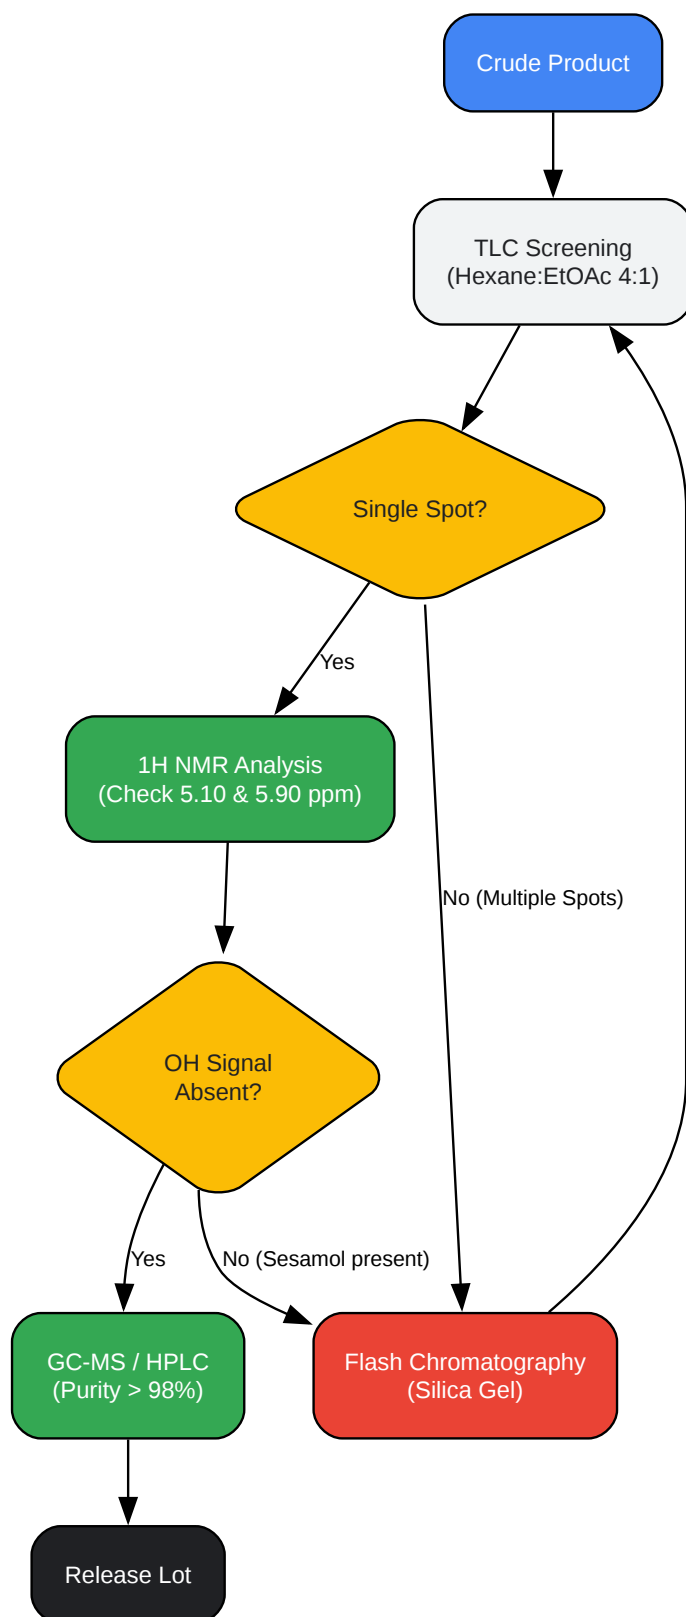 Crude Product
TLC Screening
(Hexane:EtOAc 4:1)
Single Spot?
Yes
1H NMR Analysis
(Check 5.10 & 5.90 ppm)
No (Multiple Spots)
OH Signal
Absent?
Yes
No (Sesamol present)
GC-MS / HPLC
(Purity > 98%)
Flash Chromatography
(Silica Gel)
Release Lot